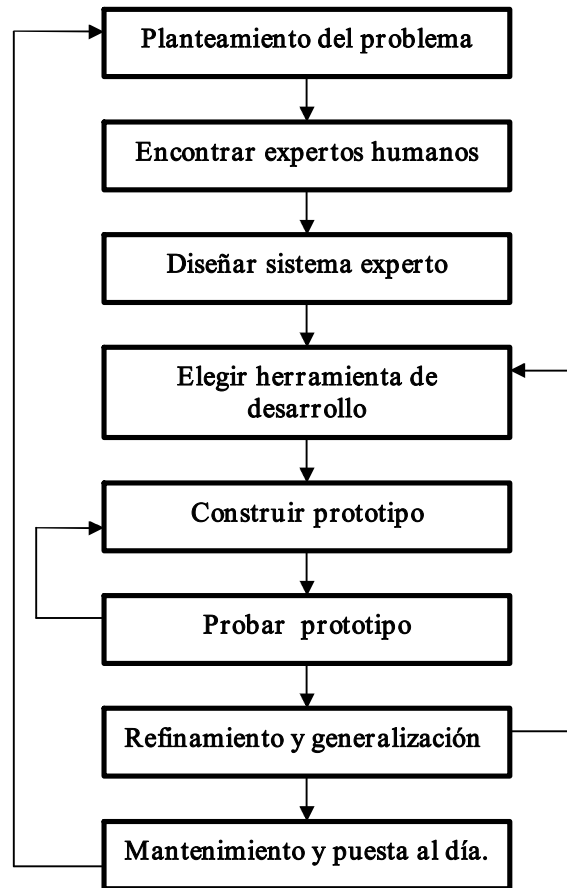 Planteamiento del problema
Encontrar expertos humanos
Diseñar sistema experto
Elegir herramienta de
desarrollo
Construir prototipo
Probar prototipo
Refinamiento y generalización
Mantenimiento y puesta al día.